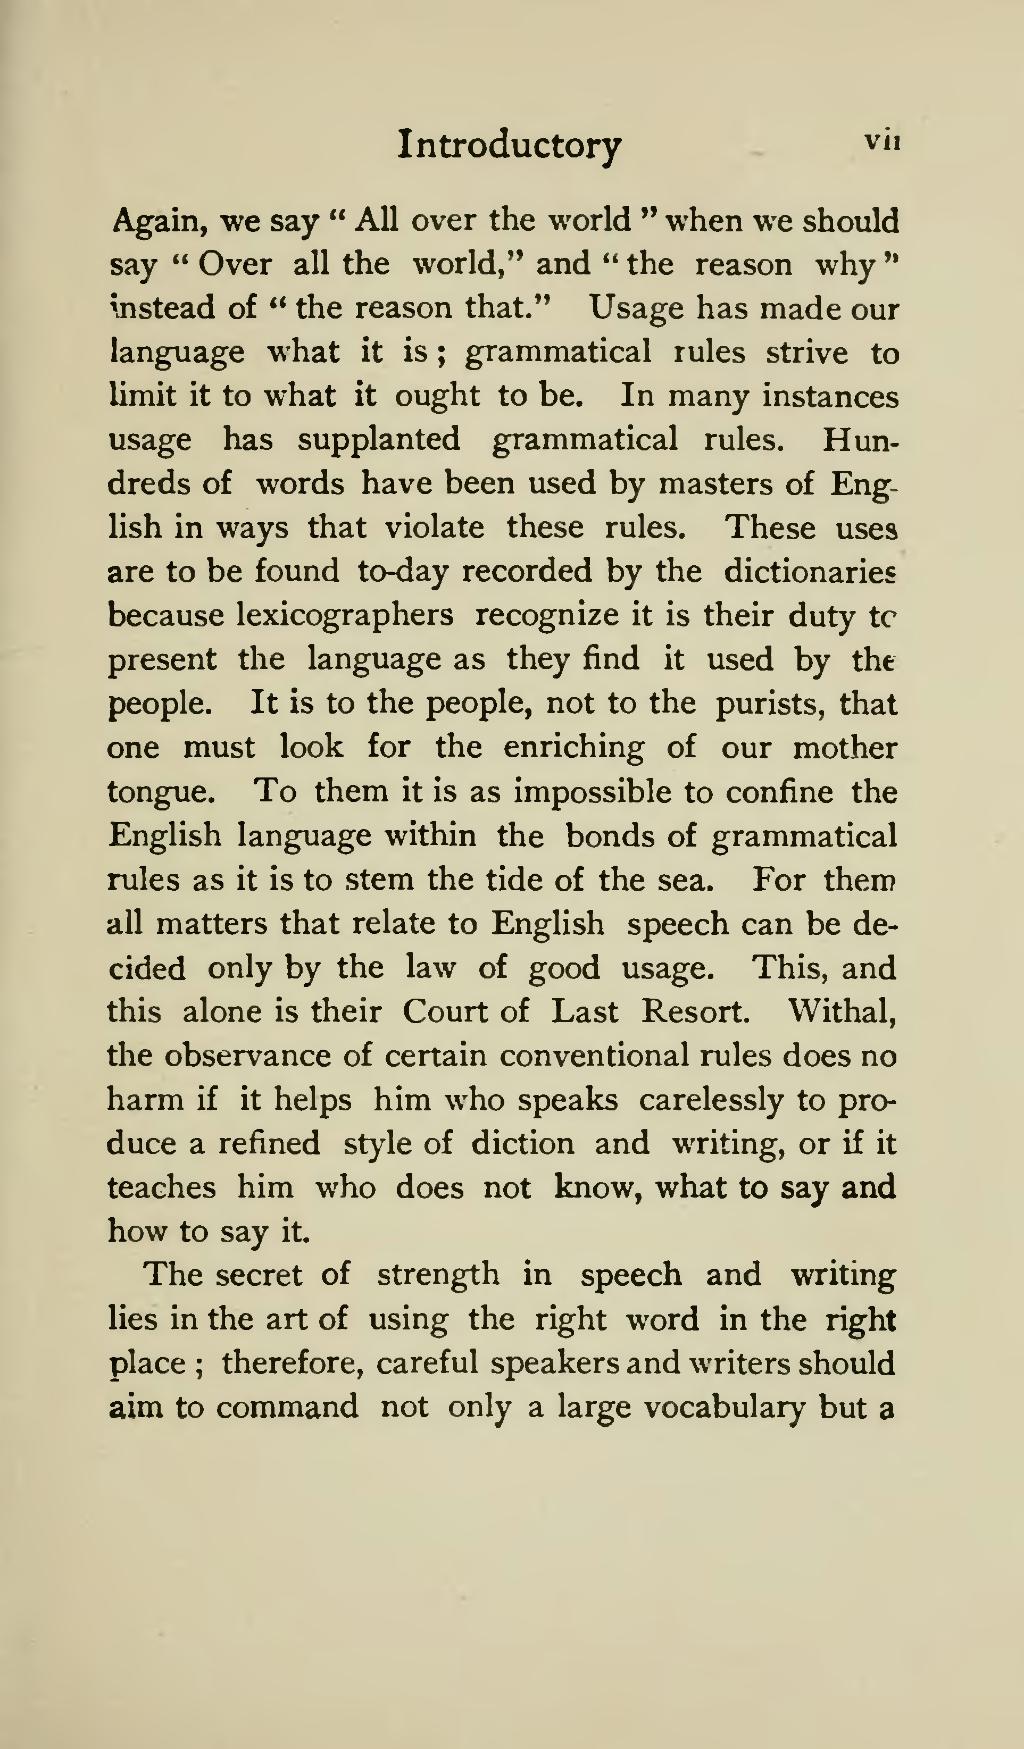 Introductory vii
Again, we say “ All over the world ” when we should
say “ Over all the world,” and “ the reason why ”
instead of “ the reason that.” Usage has made our
language what it is ; grammatical rules strive to
limit it to what it ought to be. In many instances
usage has supplanted grammatical rules. Hun-
dreds of words have been used by masters of Eng-
lish in ways that violate these rules. These uses
are to be found to-day recorded by the dictionaries
because lexicographers recognize it is their duty to
present the language as they find it used by the
people. It is to the people, not to the purists, that
one must look for the enriching of our mother
tongue. To them it is as impossible to confine the
English language within the bonds of grammatical
rules as it is to stem the tide of the sea. For them
all matters that relate to English speech can be de-
cided only by the law of good usage. This, and
this alone is their Court of Last Resort. Withal,
the observance of certain conventional rules does no
harm if it helps him who speaks carelessly to pro-
duce a refined style of diction and writing, or if it
teaches him who does not know, what to say and
how to say it.
The secret of strength in speech and writing
lies in the art of using the right word in the right
place ; therefore, careful speakers and writers should
aim to command not only a large vocabulary but a